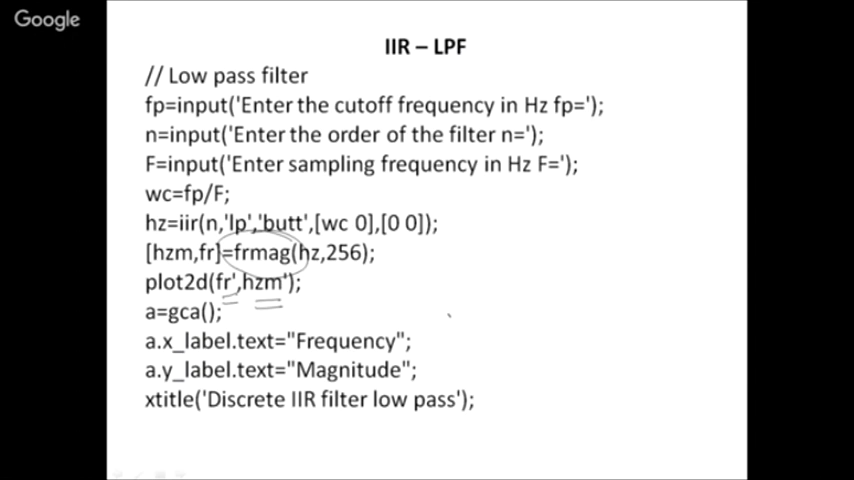 Google
IIR – LPF
// Low pass filter
fp=input('Enter the cutoff frequency in Hz fp=');
n=input('Enter the order of the filter n=');
F=input('Enter sampling frequency in Hz F=');
wc=fp/F;
hz=iir(n,'lp','butt',[wc 0],[0 0]);
[hzm,fr]=frmag(hz,256);
plot2d(fr',hzm');
a=gca();
a.x_label.text="Frequency";
a.y_label.text="Magnitude";
xtitle('Discrete IIR filter low pass');